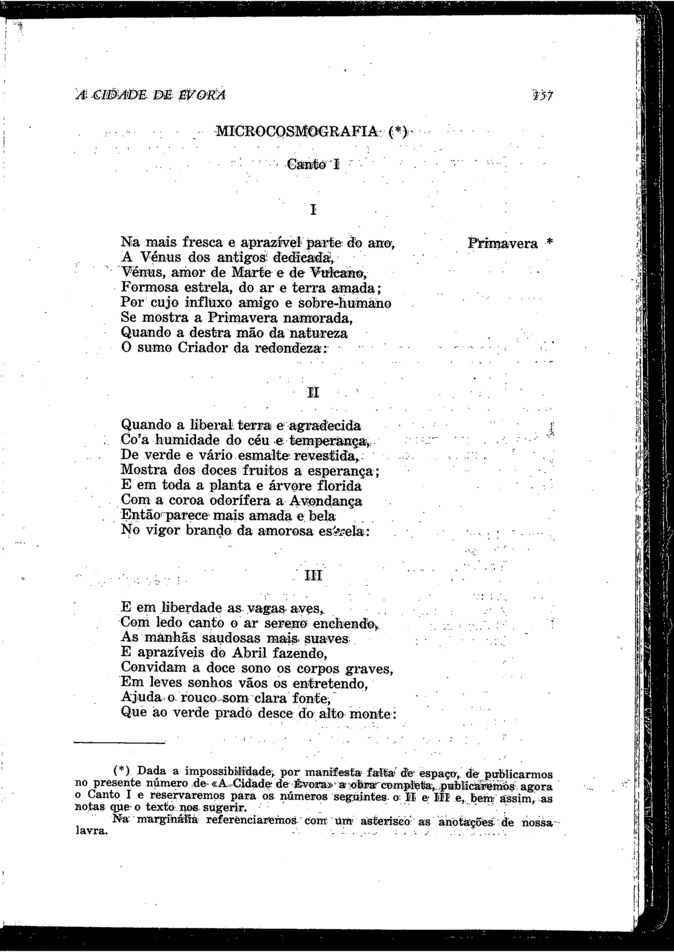 A CIDADE DE ÉVORA 157
MICROCOSMOGRAFIA (*)
Canto I
I
Na mais fresca e aprazível parte do ano, Primavera *
A Vénus dos antigos dedicada,
Vénus, amor de Marte e de Vulcano,
Formosa estrela, do ar e terra amada;
Por cujo influxo amigo e sobre-humano
Se mostra a Primavera namorada,
Quando a destra mão da natureza
O sumo Criador da redondeza:
II
Quando a liberal terra e agradecida
Co'a humidade do céu e temperança,
De verde e vário esmalte revestida,
Mostra dos doces fruitos a esperança;
E em toda a planta e árvore florida
Com a coroa odorífera a Avondança
Então parece mais amada e bela
No vigor brando da amorosa estrela:
III
E em liberdade as vagas aves,
Com ledo canto o ar sereno enchendo,
As manhãs saudosas mais suaves
E aprazíveis do Abril fazendo,
Convidam a doce sono os corpos graves,
Em leves sonhos vãos os entretendo,
Ajuda o rouco som clara fonte,
Que ao verde prado desce do alto monte:
(*) Dada a impossibilidade, por manifesta falta de espaço, de publicarmos
no presente número de «A Cidade de Évora» a obra completa, publicaremos agora
o Canto I e reservaremos para os números seguintes o II e III e, bem assim, as
notas que o texto nos sugerir.
Na marginália referenciaremos com um asterisco as anotações de nossa
lavra.